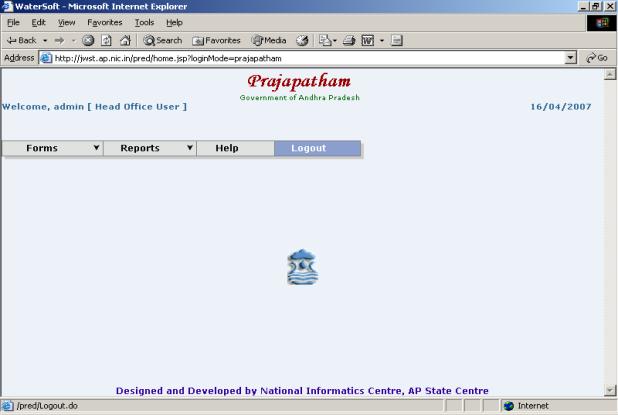 WaterSoft - Microsoft Internet Explorer
File Edit View Favorites Tools Help
Back Search Favorites Media
Address http://jwst.ap.nic.in/pred/home.jsp?loginMode=prajapatham Go
Prajapatham
Government of Andhra Pradesh
Welcome, admin [ Head Office User ] 16/04/2007
Forms Reports Help Logout
Designed and Developed by National Informatics Centre, AP State Centre
/pred/Logout.do Internet